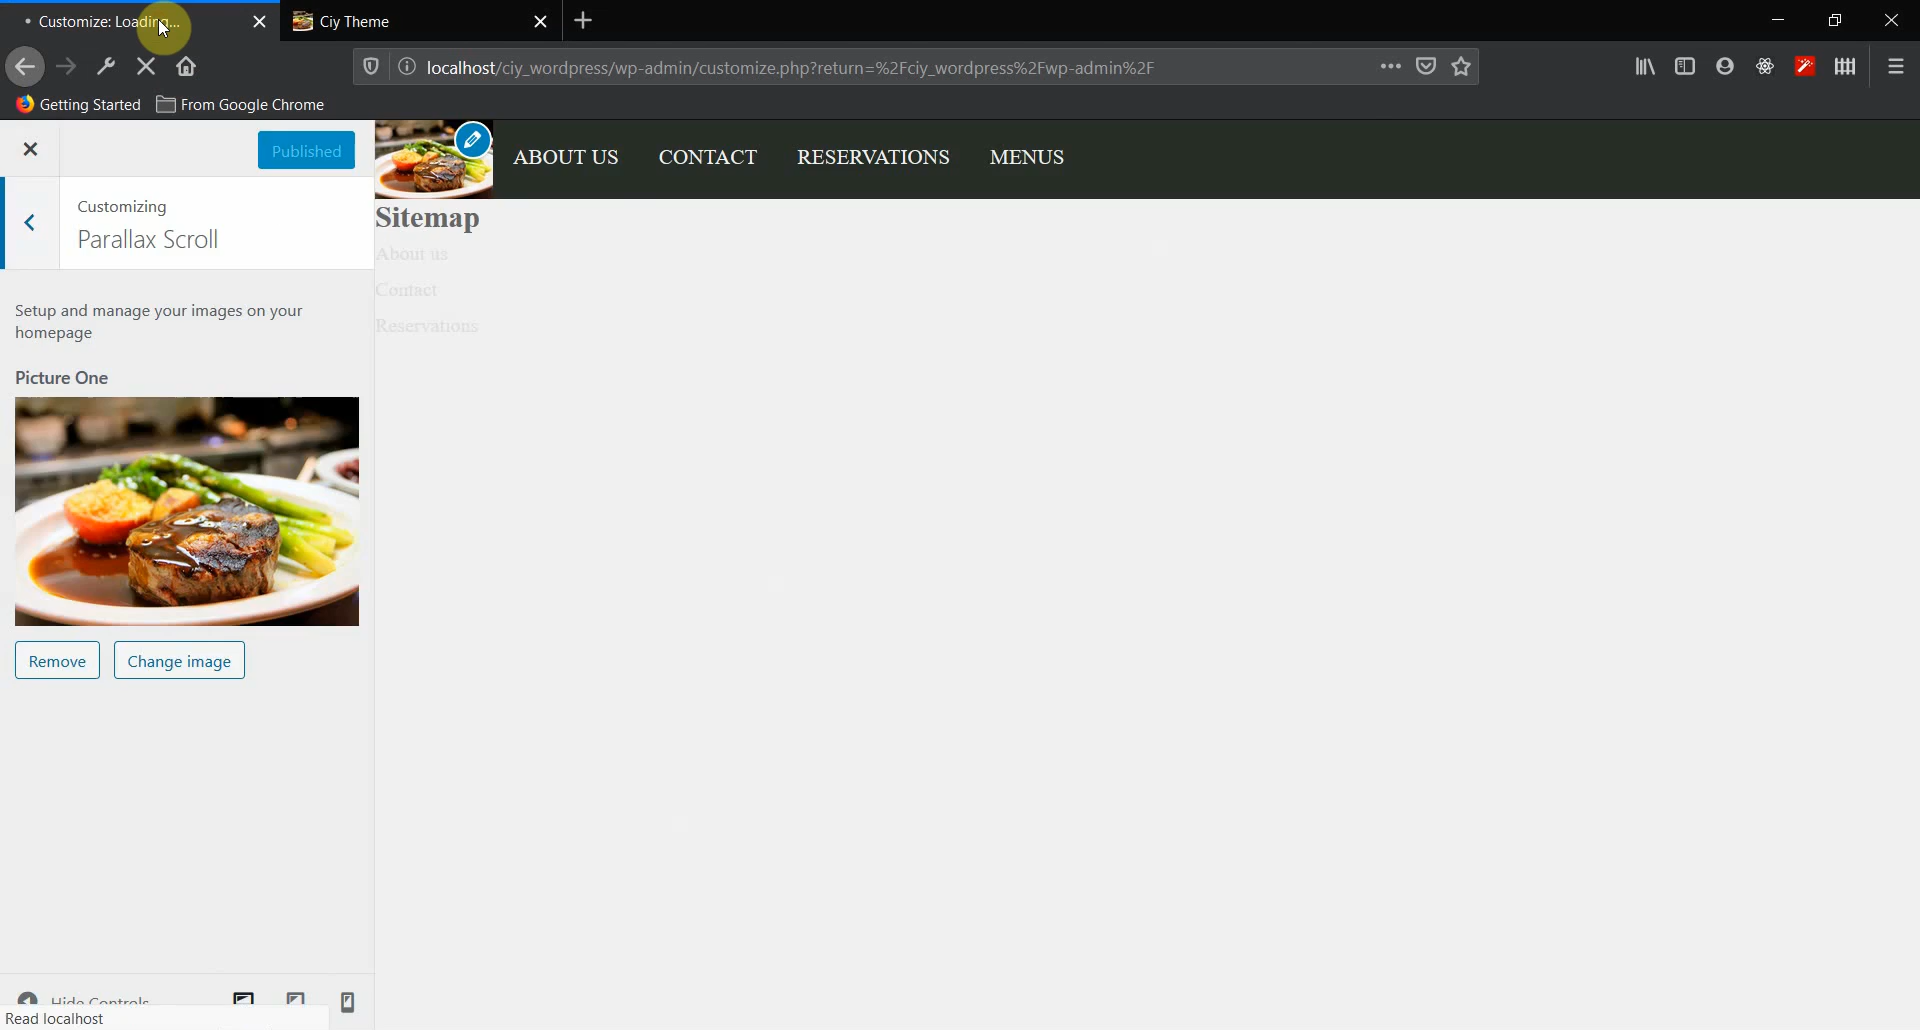 Customize: Loading...
Ciy Theme
localhost/ciy_wordpress/wp-admin/customize.php?return=%2Fciy_wordpress%2Fwp-admin%2F
Getting Started
From Google Chrome
Published
Customizing
Parallax Scroll
Setup and manage your images on your
homepage
Picture One
Remove
Change image
Hide Controls
Read localhost
ABOUT US
CONTACT
RESERVATIONS
MENUS
Sitemap
About us
Contact
Reservations